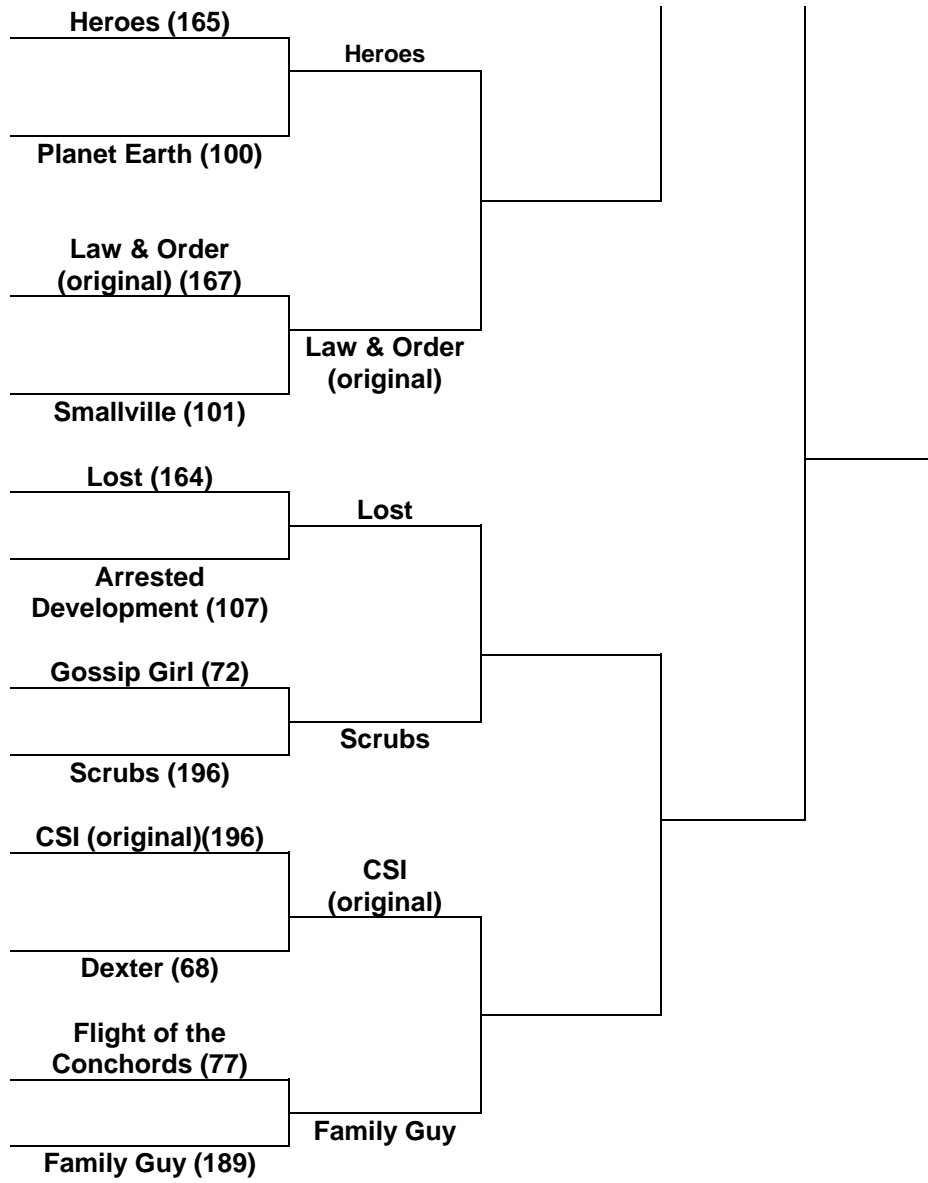 Heroes (165)
Heroes
Planet Earth (100)
Law & Order
(original) (167)
Law & Order
(original)
Smallville (101)
Lost (164)
Lost
Arrested
Development (107)
Gossip Girl (72)
Scrubs
Scrubs (196)
CSI (original)(196)
CSI
(original)
Dexter (68)
Flight of the
Conchords (77)
Family Guy
Family Guy (189)